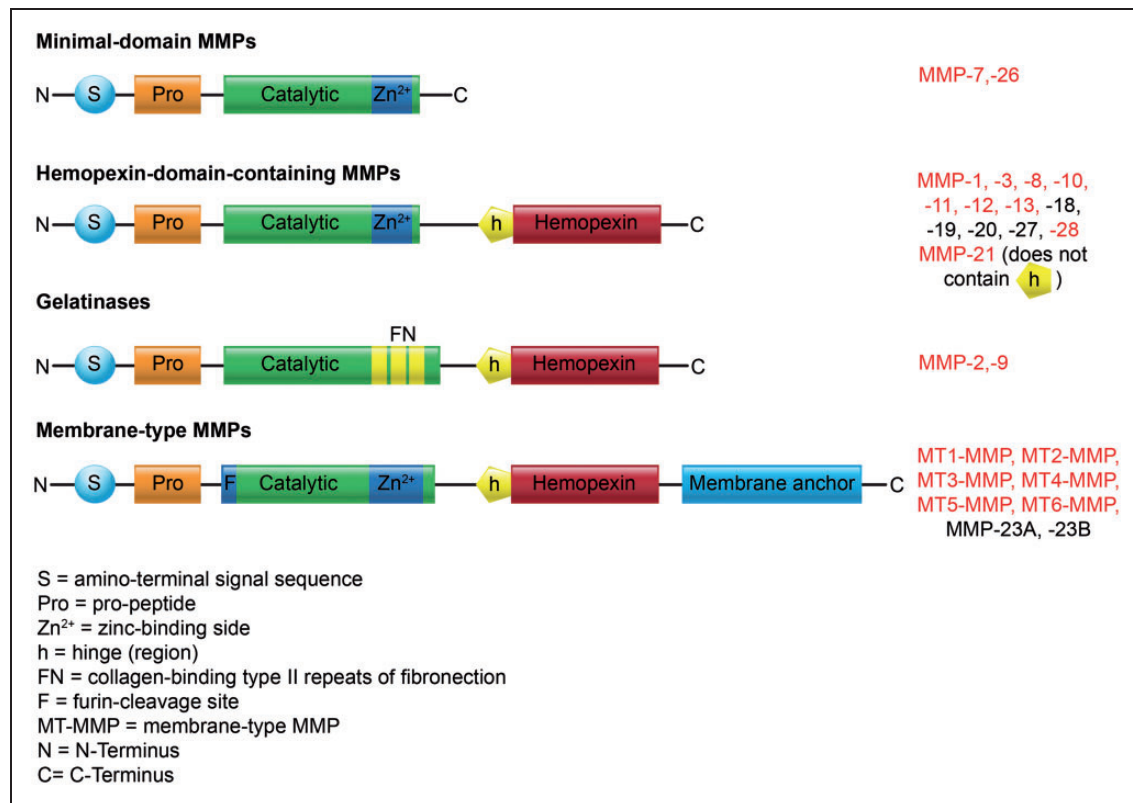 Minimal-domain MMPs
N S Pro Catalytic Zn2+ C
MMP-7,-26
Hemopexin-domain-containing MMPs
N S Pro Catalytic Zn2+ h Hemopexin C
MMP-1, -3, -8, -10,
-11, -12, -13, -18,
-19, -20, -27, -28
MMP-21 (does not
contain h )
Gelatinases
FN
N S Pro Catalytic h Hemopexin C
MMP-2,-9
Membrane-type MMPs
N S Pro F Catalytic Zn2+ h Hemopexin Membrane anchor C
MT1-MMP, MT2-MMP,
MT3-MMP, MT4-MMP,
MT5-MMP, MT6-MMP,
MMP-23A, -23B
S = amino-terminal signal sequence
Pro = pro-peptide
Zn2+ = zinc-binding side
h = hinge (region)
FN = collagen-binding type II repeats of fibronection
F = furin-cleavage site
MT-MMP = membrane-type MMP
N = N-Terminus
C= C-Terminus